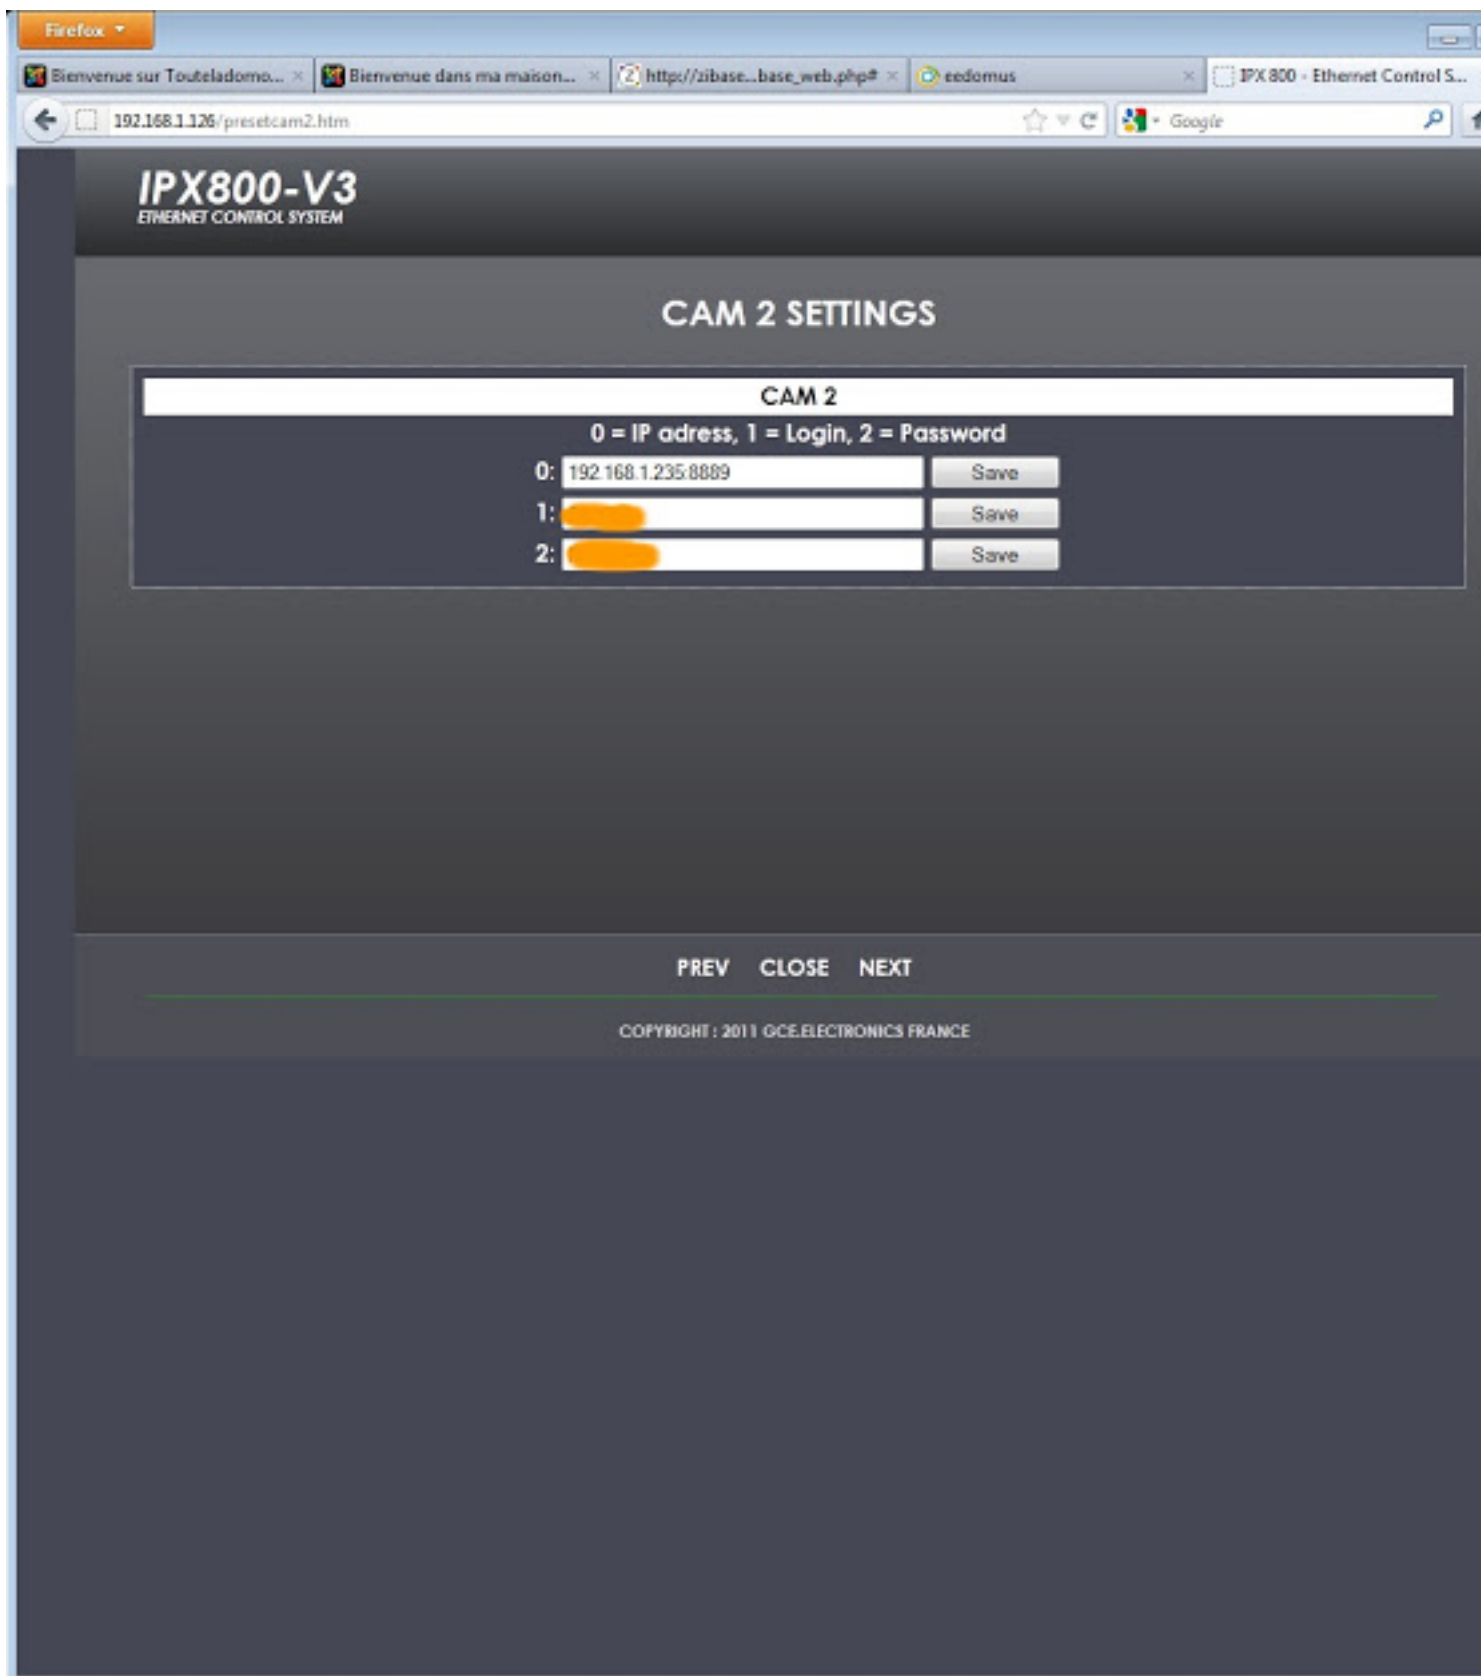 Firefox
Bienvenue sur Touteladomo... Bienvenue dans ma maison... http://zibase...base_web.php# eedomus IPX 800 - Ethernet Control S...
192.168.1.126/presetcam2.htm Google
IPX800-V3
ETHERNET CONTROL SYSTEM
CAM 2 SETTINGS
CAM 2
0 = IP adress, 1 = Login, 2 = Password
0: 192.168.1.235:8889 Save
1: Save
2: Save
PREV CLOSE NEXT
COPYRIGHT : 2011 GCE.ELECTRONICS FRANCE